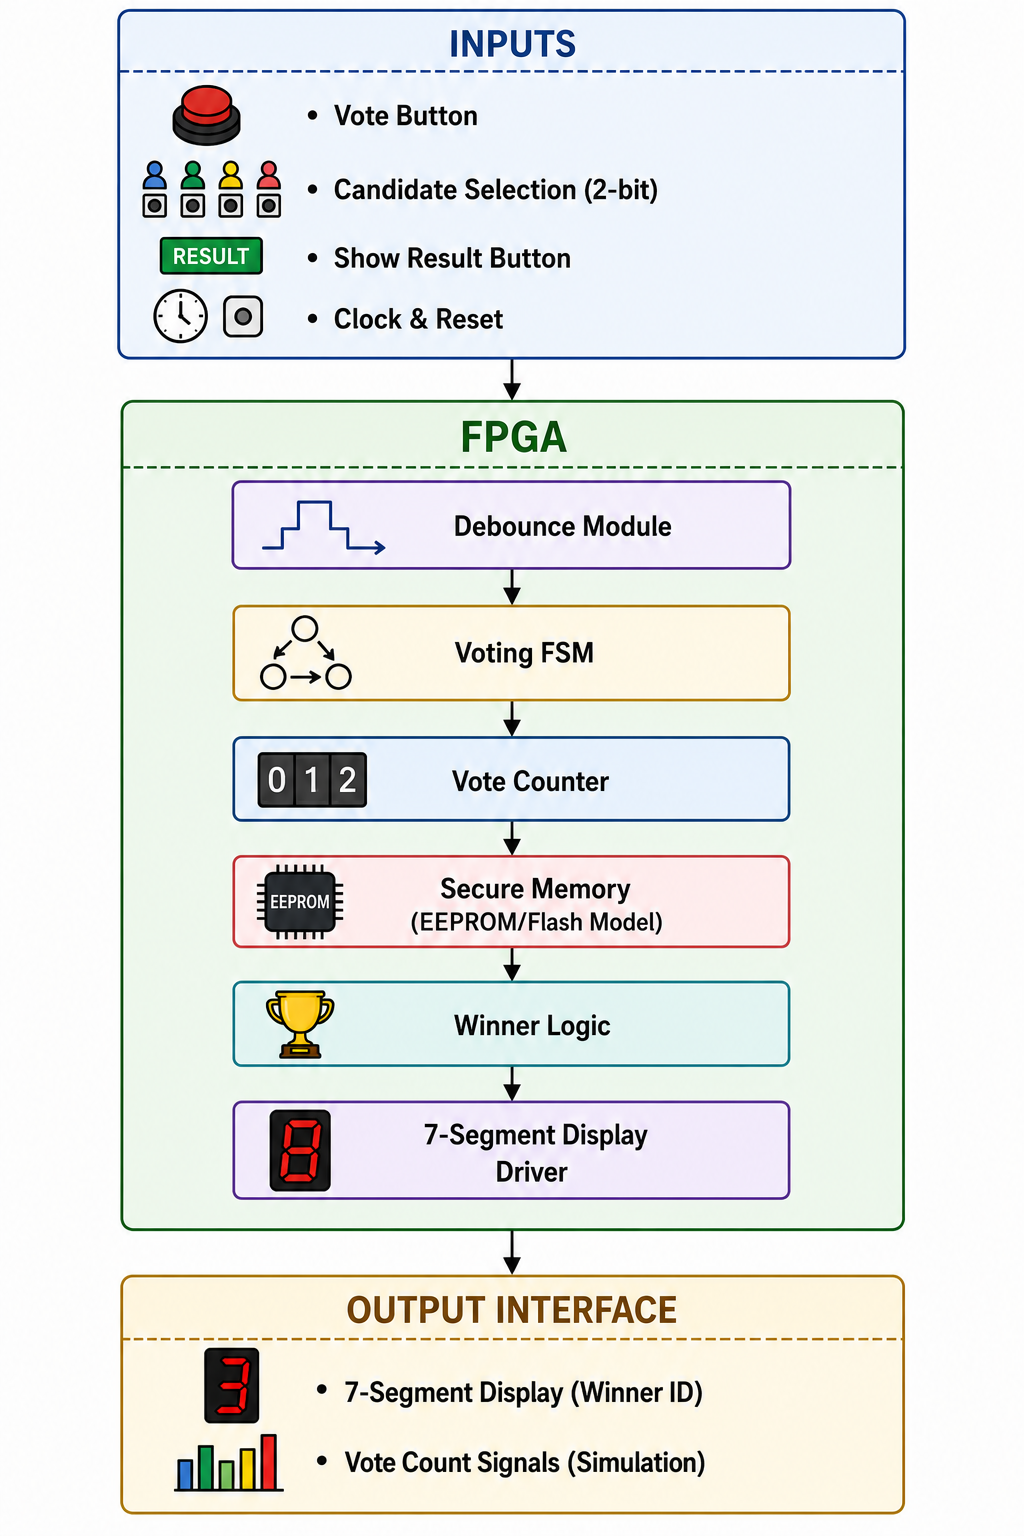 INPUTS
• Vote Button
• Candidate Selection (2-bit)
RESULT
• Show Result Button
• Clock & Reset
FPGA
Debounce Module
Voting FSM
0 1 2
Vote Counter
EEPROM
Secure Memory
(EEPROM/Flash Model)
Winner Logic
8
7-Segment Display
Driver
OUTPUT INTERFACE
3
• 7-Segment Display (Winner ID)
• Vote Count Signals (Simulation)